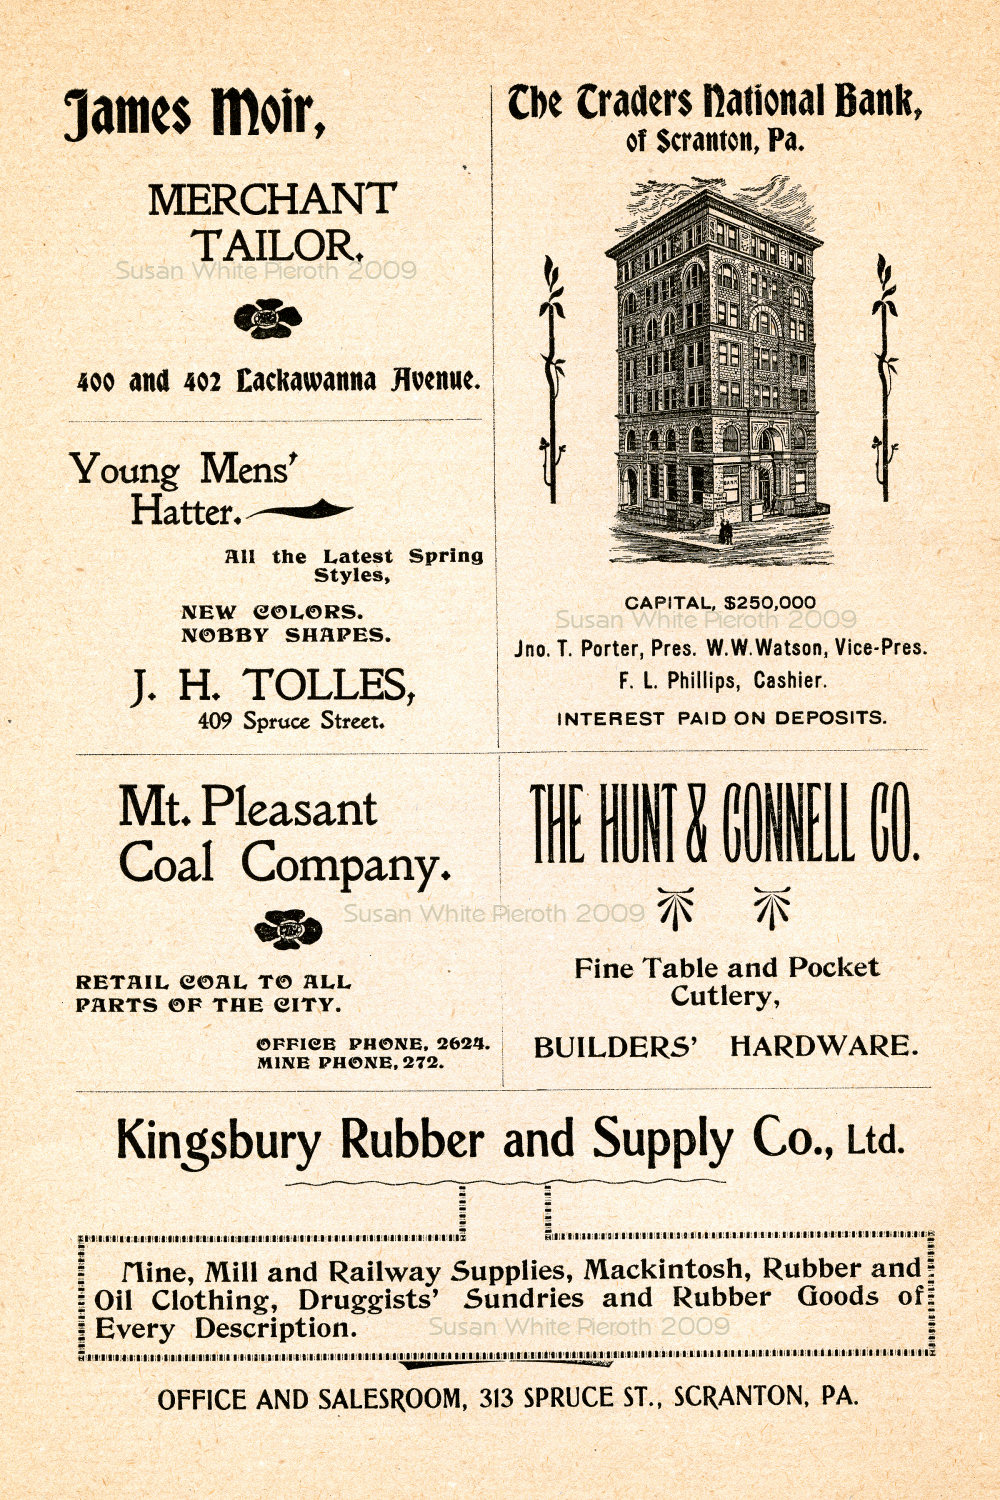 James Moir,
MERCHANT
TAILOR.
400 and 402 Lackawanna Avenue.
Young Mens'
Hatter.
All the Latest Spring
Styles,
NEW COLORS.
NOBBY SHAPES.
J. H. TOLLES,
409 Spruce Street.
The Traders National Bank,
of Scranton, Pa.
BANK
CAPITAL, $250,000
Jno. T. Porter, Pres. W. W. Watson, Vice-Pres.
F. L. Phillips, Cashier.
INTEREST PAID ON DEPOSITS.
Mt. Pleasant
Coal Company.
RETAIL COAL TO ALL
PARTS OF THE CITY.
OFFICE PHONE, 2624.
MINE PHONE, 272.
THE HUNT & CONNELL CO.
Fine Table and Pocket
Cutlery,
BUILDERS' HARDWARE.
Kingsbury Rubber and Supply Co., Ltd.
Mine, Mill and Railway Supplies, Mackintosh, Rubber and
Oil Clothing, Druggists' Sundries and Rubber Goods of
Every Description.
OFFICE AND SALESROOM, 313 SPRUCE ST., SCRANTON, PA.
Susan White Pieroth 2009
Susan White Pieroth 2009
Susan White Pieroth 2009
Susan White Pieroth 2009